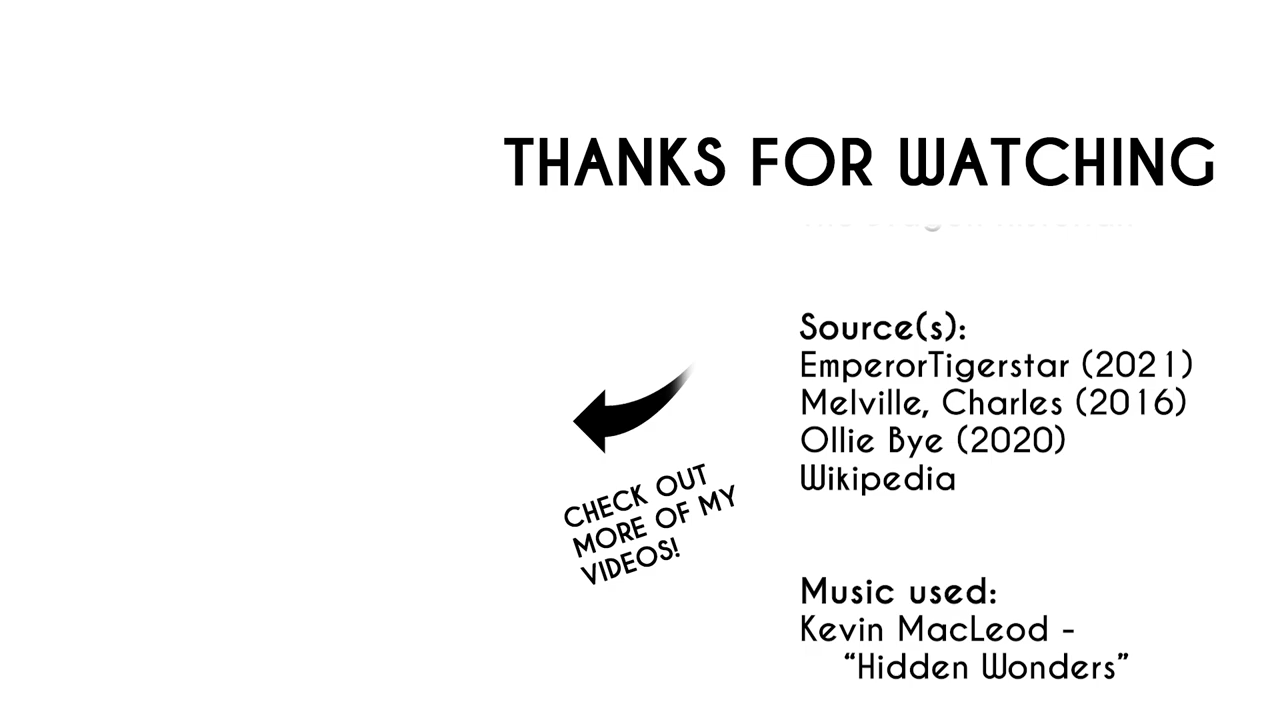 THANKS FOR WATCHING
Source(s):
EmperorTigerstar (2021)
Melville, Charles (2016)
Ollie Bye (2020)
Wikipedia
CHECK OUT
MORE OF MY
VIDEOS!
Music used:
Kevin MacLeod -
“Hidden Wonders”